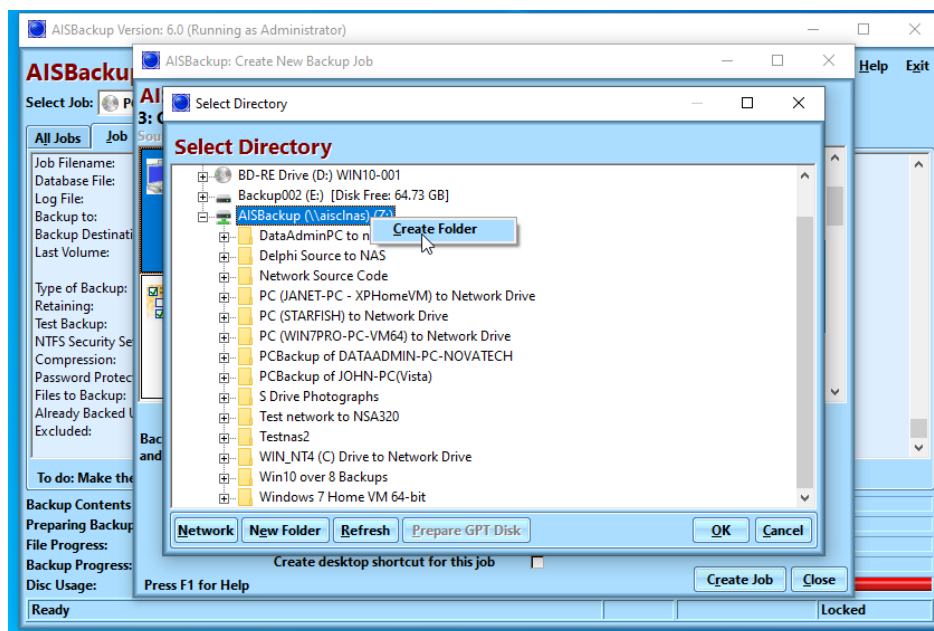 AISBackup Version: 6.0 (Running as Administrator)
AISBackup: Create New Backup Job
Help Exit
Select Directory
Select Job:
3:
All Jobs Job
Select Directory
Job Filename:
Database File:
Log File:
Backup to:
Backup Destinati
Last Volume:
Type of Backup:
Retaining:
Test Backup:
NTFS Security Se
Compression:
Password Protec
Files to Backup:
Already Backed U
Excluded:
To do: Make the
BD-RE Drive (D:) WIN10-001
Backup002 (E:) [Disk Free: 64.73 GB]
AISBackup (\\aisclnas) (Z:)
Create Folder
DataAdminPC to n
Delphi Source to NAS
Network Source Code
PC (JANET-PC - XPHomeVM) to Network Drive
PC (STARFISH) to Network Drive
PC (WIN7PRO-PC-VM64) to Network Drive
PCBackup of DATAADMIN-PC-NOVATECH
PCBackup of JOHN-PC(Vista)
S Drive Photographs
Test network to NSA320
Testnas2
WIN_NT4 (C) Drive to Network Drive
Win10 over 8 Backups
Windows 7 Home VM 64-bit
Bac
and
Network New Folder Refresh Prepare GPT Disk OK Cancel
Backup Contents
Preparing Backup
File Progress:
Backup Progress:
Disc Usage:
Create desktop shortcut for this job
Press F1 for Help
Create Job Close
Ready
Locked